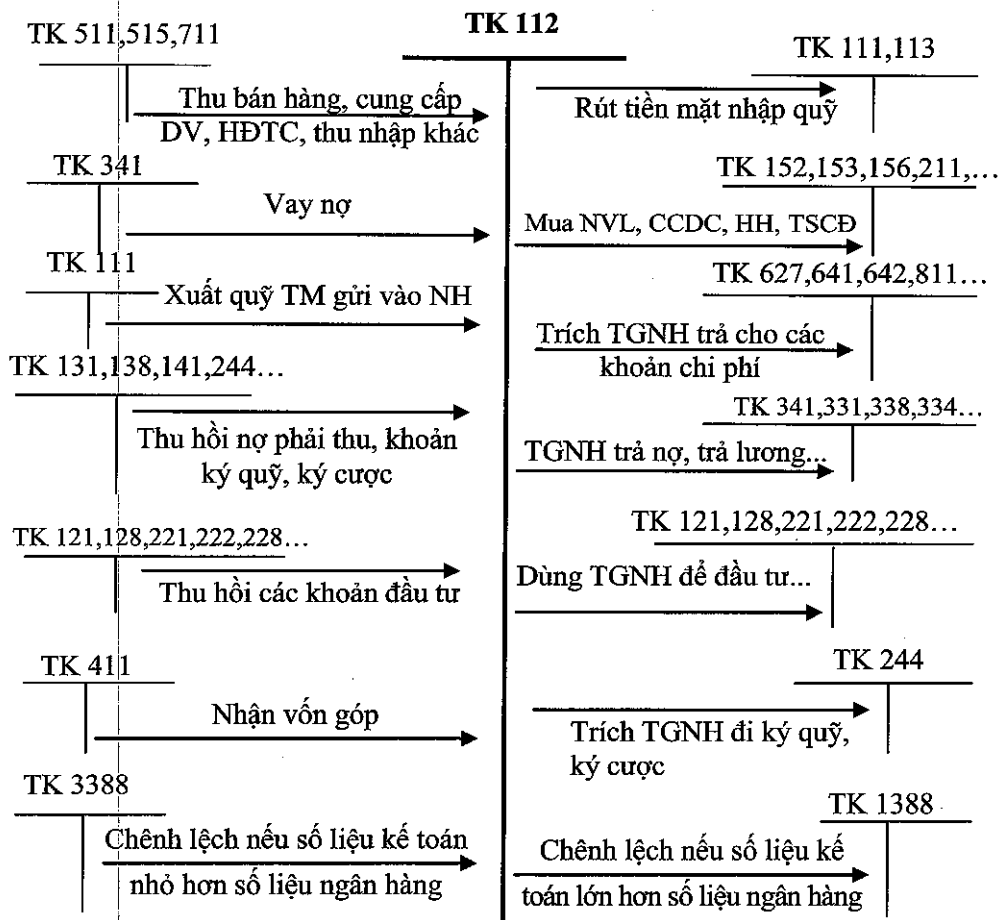 TK 112
TK 511,515,711
Thu bán hàng, cung cấp
DV, HĐTC, thu nhập khác
TK 341
Vay nợ
TK 111
Xuất quỹ TM gửi vào NH
TK 131,138,141,244...
Thu hồi nợ phải thu, khoản
ký quỹ, ký cược
TK 121,128,221,222,228...
Thu hồi các khoản đầu tư
TK 411
Nhận vốn góp
TK 3388
Chênh lệch nếu số liệu kế toán
nhỏ hơn số liệu ngân hàng
TK 111,113
Rút tiền mặt nhập quỹ
TK 152,153,156,211,...
Mua NVL, CCDC, HH, TSCĐ
TK 627,641,642,811...
Trích TGNH trả cho các
khoản chi phí
TK 341,331,338,334...
TGNH trả nợ, trả lương...
TK 121,128,221,222,228...
Dùng TGNH để đầu tư...
TK 244
Trích TGNH đi ký quỹ,
ký cược
TK 1388
Chênh lệch nếu số liệu kế
toán lớn hơn số liệu ngân hàng